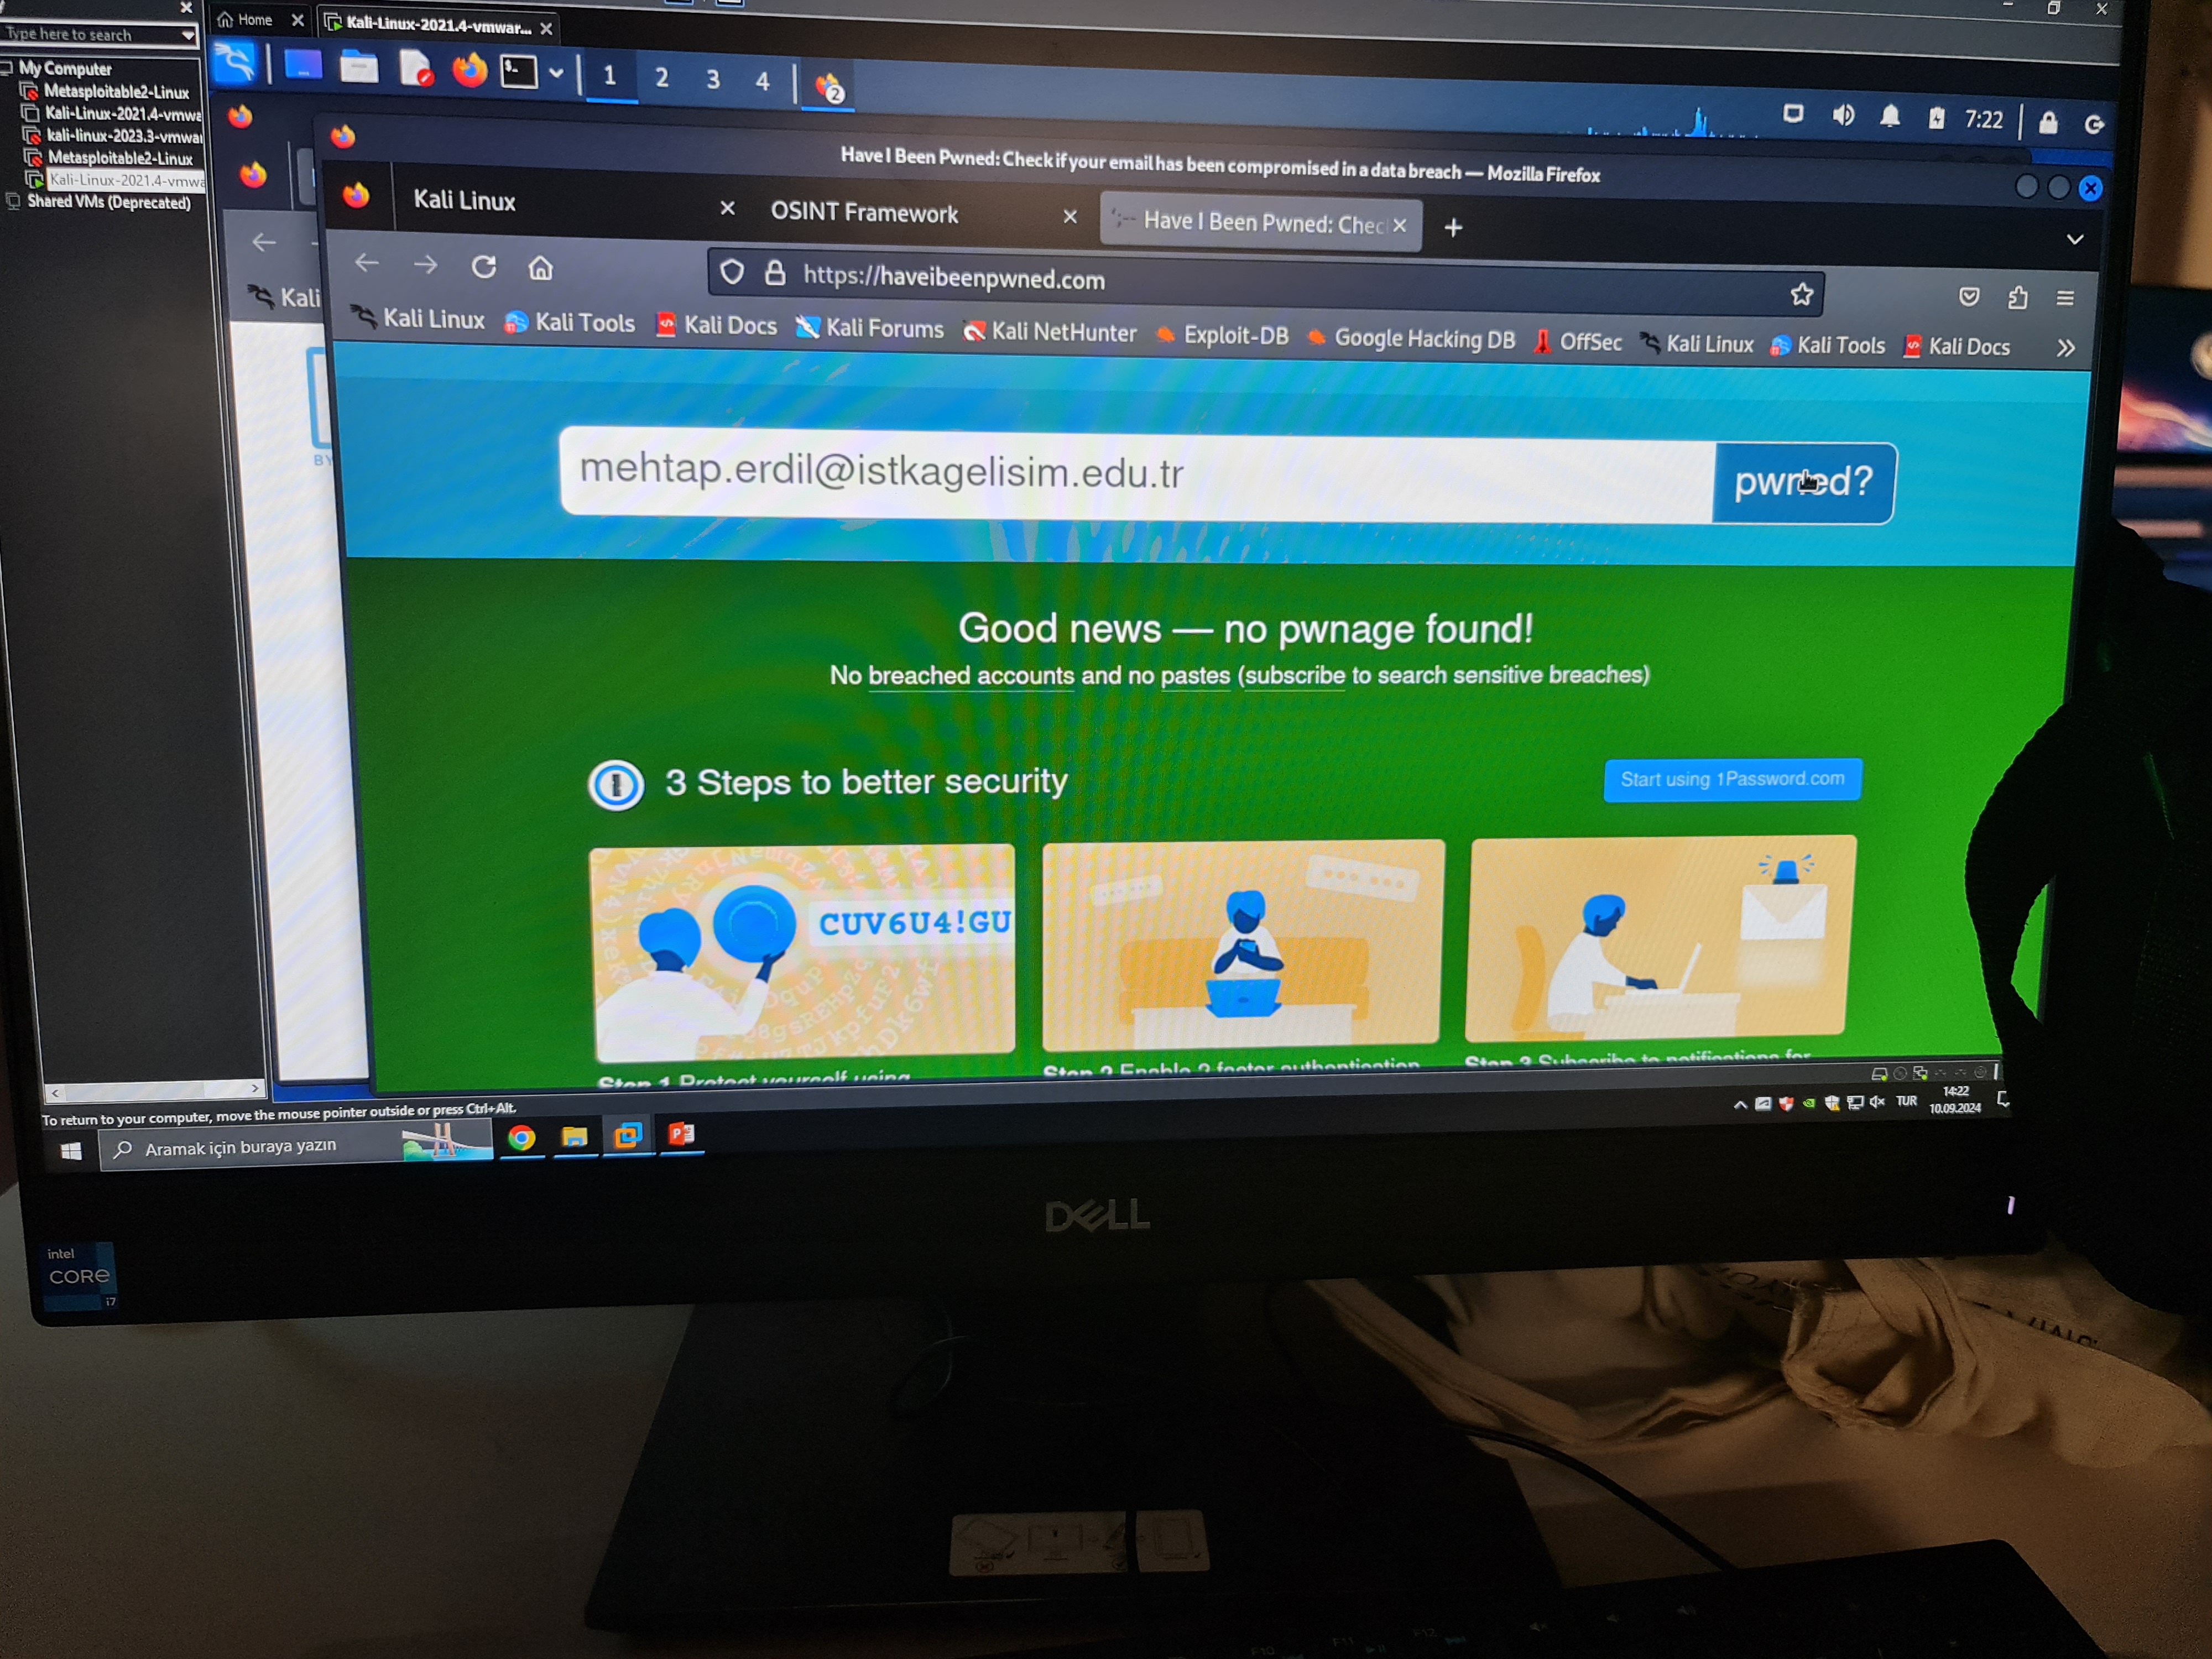 Home
Kali-Linux-2021.4-vmwar...
Type here to search
My Computer
Metasploitable2-Linux
Kali-Linux-2021.4-vmwa
kali-linux-2023.3-vmwar
Metasploitable2-Linux
Kali-Linux-2021.4-vmwa
Shared VMs (Deprecated)
1 2 3 4
2
7:22
Have I Been Pwned: Check if your email has been compromised in a data breach — Mozilla Firefox
Kali Linux
OSINT Framework
Have I Been Pwned: Chec
https://haveibeenpwned.com
Kali
Kali Linux Kali Tools Kali Docs Kali Forums Kali NetHunter Exploit-DB Google Hacking DB OffSec Kali Linux Kali Tools Kali Docs
BY
mehtap.erdil@istkagelisim.edu.tr
pwned?
Good news — no pwnage found!
No breached accounts and no pastes (subscribe to search sensitive breaches)
3 Steps to better security
Start using 1Password.com
CUV6U4!GU
Step 1 Protect yourself using
Step 2 Enable 2 factor authentication
Step 3 Subscribe to notifications for
To return to your computer, move the mouse pointer outside or press Ctrl+Alt.
Aramak için buraya yazın
TUR
14:22
10.09.2024
DELL
intel
CORe
i7
F10 F11 F12